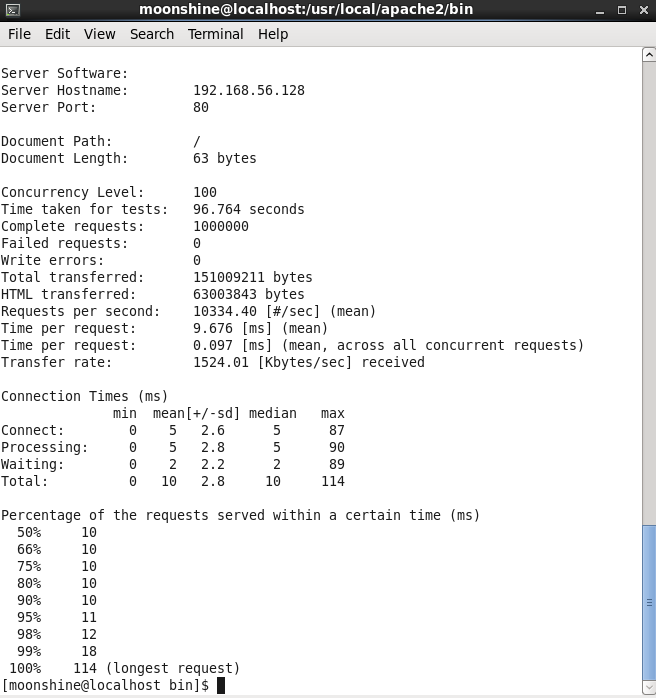 moonshine@localhost:/usr/local/apache2/bin
File Edit View Search Terminal Help
Server Software:
Server Hostname: 192.168.56.128
Server Port: 80
Document Path: /
Document Length: 63 bytes
Concurrency Level: 100
Time taken for tests: 96.764 seconds
Complete requests: 1000000
Failed requests: 0
Write errors: 0
Total transferred: 151009211 bytes
HTML transferred: 63003843 bytes
Requests per second: 10334.40 [#/sec] (mean)
Time per request: 9.676 [ms] (mean)
Time per request: 0.097 [ms] (mean, across all concurrent requests)
Transfer rate: 1524.01 [Kbytes/sec] received
Connection Times (ms)
min mean[+/-sd] median max
Connect: 0 5 2.6 5 87
Processing: 0 5 2.8 5 90
Waiting: 0 2 2.2 2 89
Total: 0 10 2.8 10 114
Percentage of the requests served within a certain time (ms)
50% 10
66% 10
75% 10
80% 10
90% 10
95% 11
98% 12
99% 18
100% 114 (longest request)
[moonshine@localhost bin]$